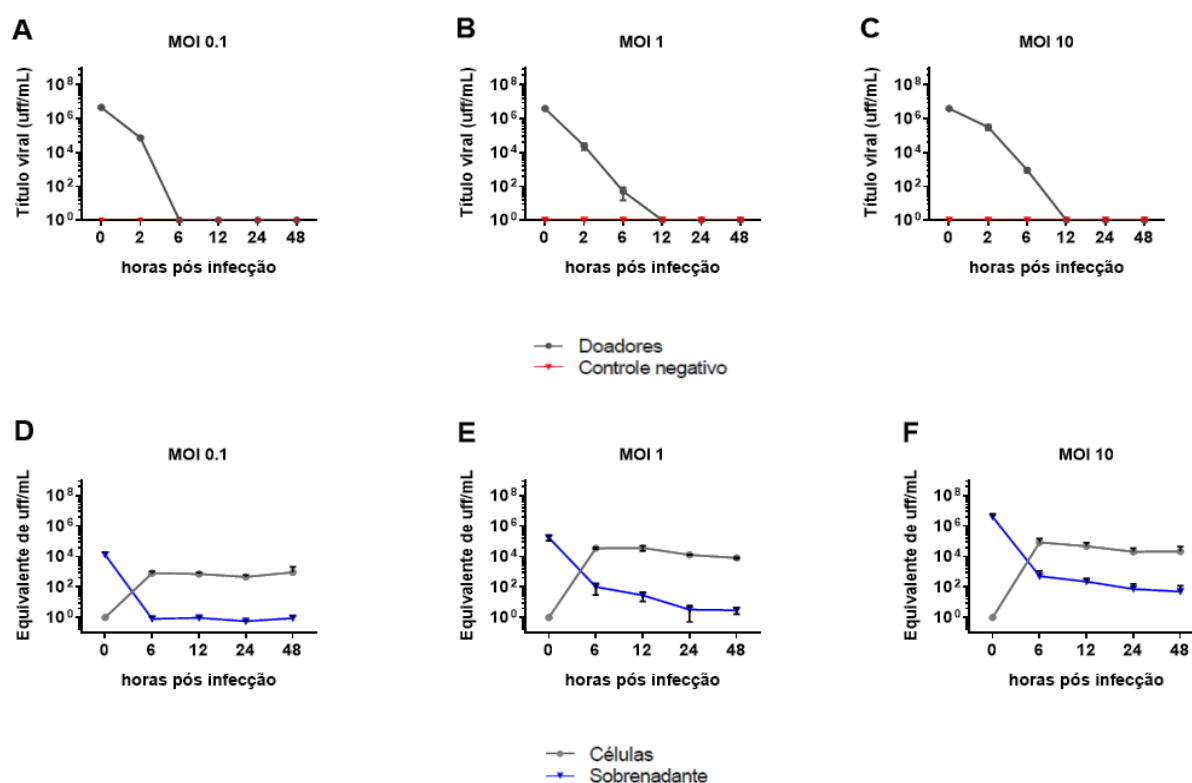 A
MOI 0.1
Título viral (uff/mL)
10^8
10^6
10^4
10^2
10^0
0 2 6 12 24 48
horas pós infecção
B
MOI 1
Título viral (uff/mL)
10^8
10^6
10^4
10^2
10^0
0 2 6 12 24 48
horas pós infecção
C
MOI 10
Título viral (uff/mL)
10^8
10^6
10^4
10^2
10^0
0 2 6 12 24 48
horas pós infecção
Doadores
Controle negativo
D
MOI 0.1
Equivalente de uff/mL
10^8
10^6
10^4
10^2
10^0
0 6 12 24 48
horas pós infecção
E
MOI 1
Equivalente de uff/mL
10^8
10^6
10^4
10^2
10^0
0 6 12 24 48
horas pós infecção
F
MOI 10
Equivalente de uff/mL
10^8
10^6
10^4
10^2
10^0
0 6 12 24 48
horas pós infecção
Células
Sobrenadante